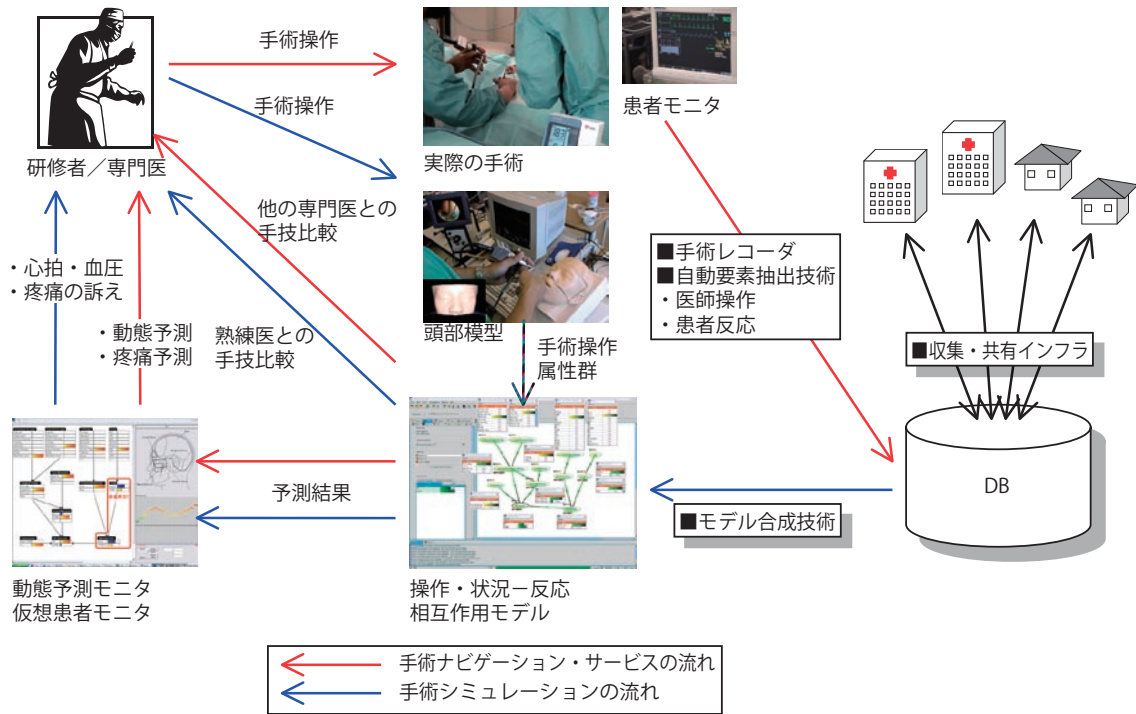 手術操作
手術操作
研修者／専門医
実際の手術
患者モニタ
他の専門医との
手技比較
・心拍・血圧
・疼痛の訴え
・動態予測
・疼痛予測
熟練医との
手技比較
頭部模型
手術操作
属性群
■手術レコーダ
■自動要素抽出技術
・医師操作
・患者反応
■収集・共有インフラ
DB
予測結果
■モデル合成技術
動態予測モニタ
仮想患者モニタ
操作・状況－反応
相互作用モデル
手術ナビゲーション・サービスの流れ
手術シミュレーションの流れ